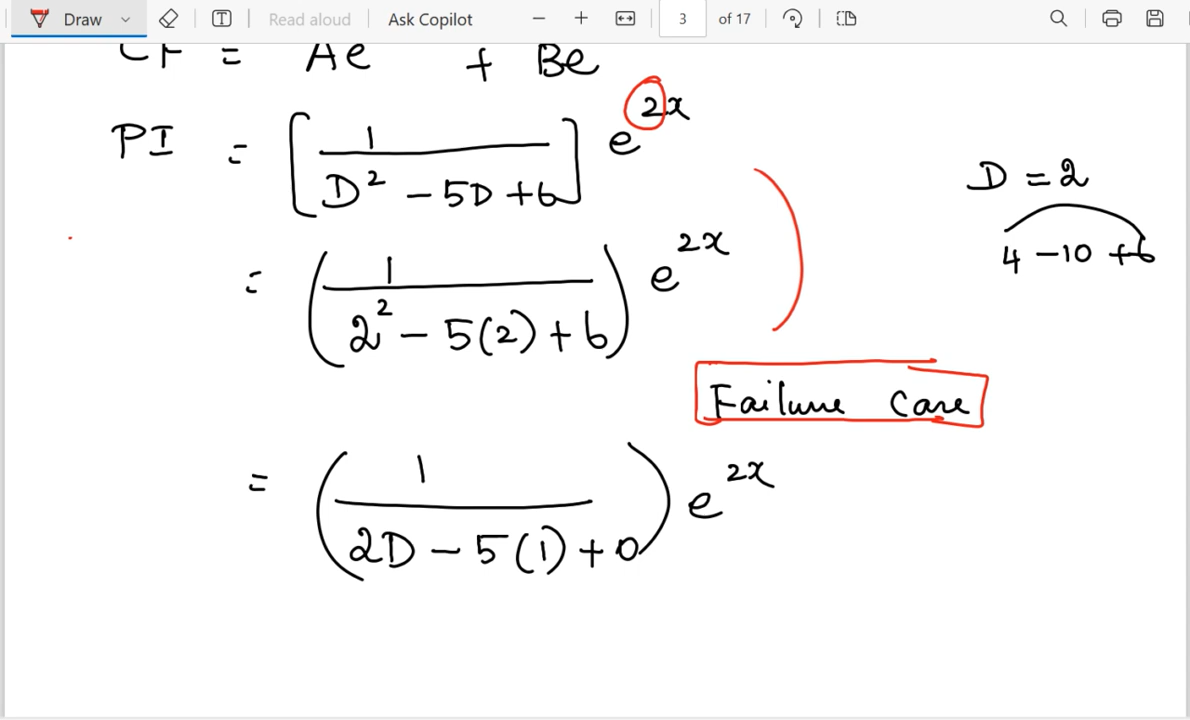 Draw Read aloud Ask Copilot 3 of 17
CF = Ae + Be
PI = [1 / D² - 5D + 6] e^2x
D = 2
4 - 10 + 6
= (1 / 2² - 5(2) + 6) e^2x
Failure Case
= (1 / 2D - 5(1) + 0) e^2x